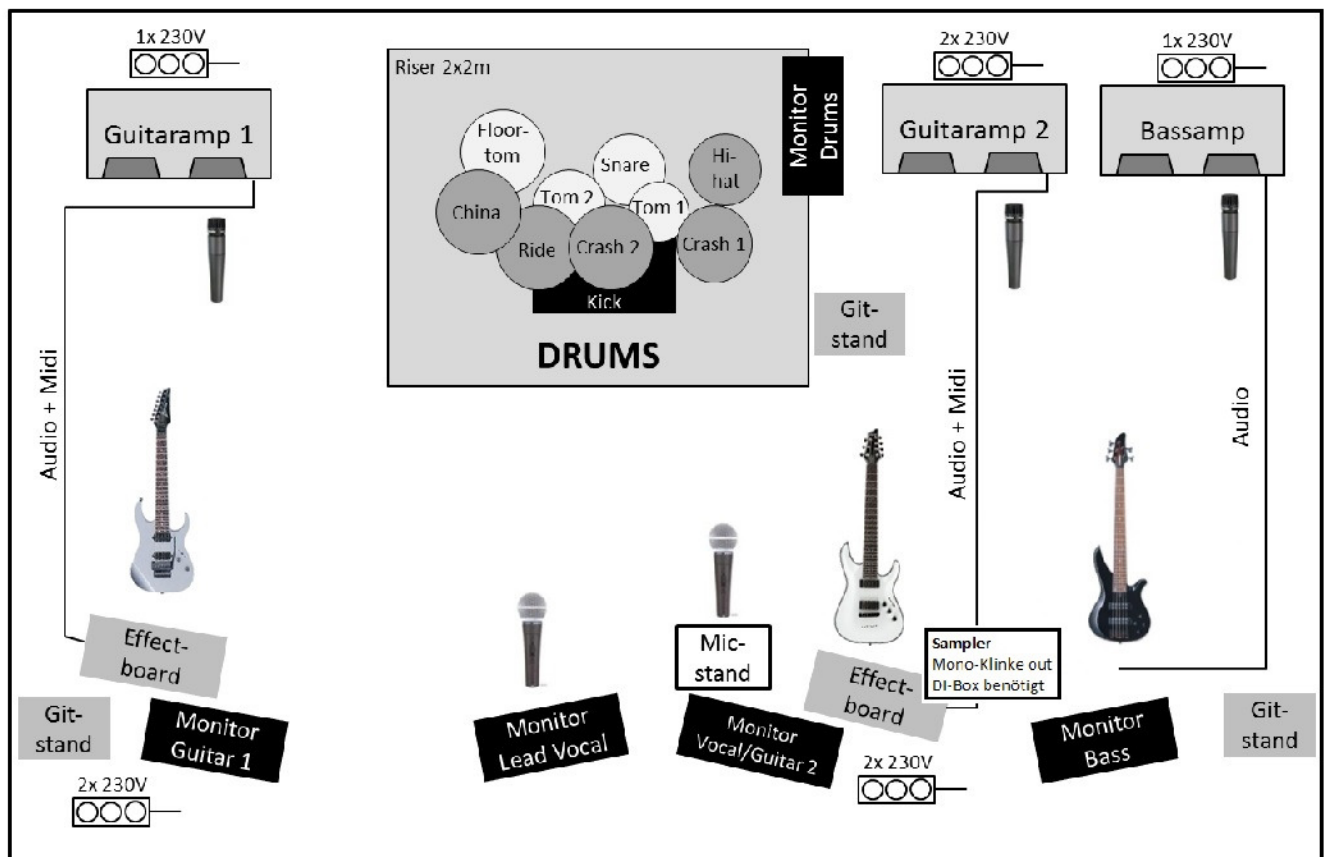 1x 230V
2x 230V
1x 230V
Riser 2x2m
Monitor
Drums
Guitaramp 1
Guitaramp 2
Bassamp
Floor-
tom
Snare
Hi-
hat
China
Tom 2
Tom 1
Ride
Crash 2
Crash 1
Kick
DRUMS
Git-
stand
Audio + Midi
Audio + Midi
Audio
Effect-
board
Mic-
stand
Effect-
board
Sampler
Mono-Klinke out
DI-Box benötigt
Git-
stand
Monitor
Guitar 1
Monitor
Lead Vocal
Monitor
Vocal/Guitar 2
Monitor
Bass
Git-
stand
2x 230V
2x 230V